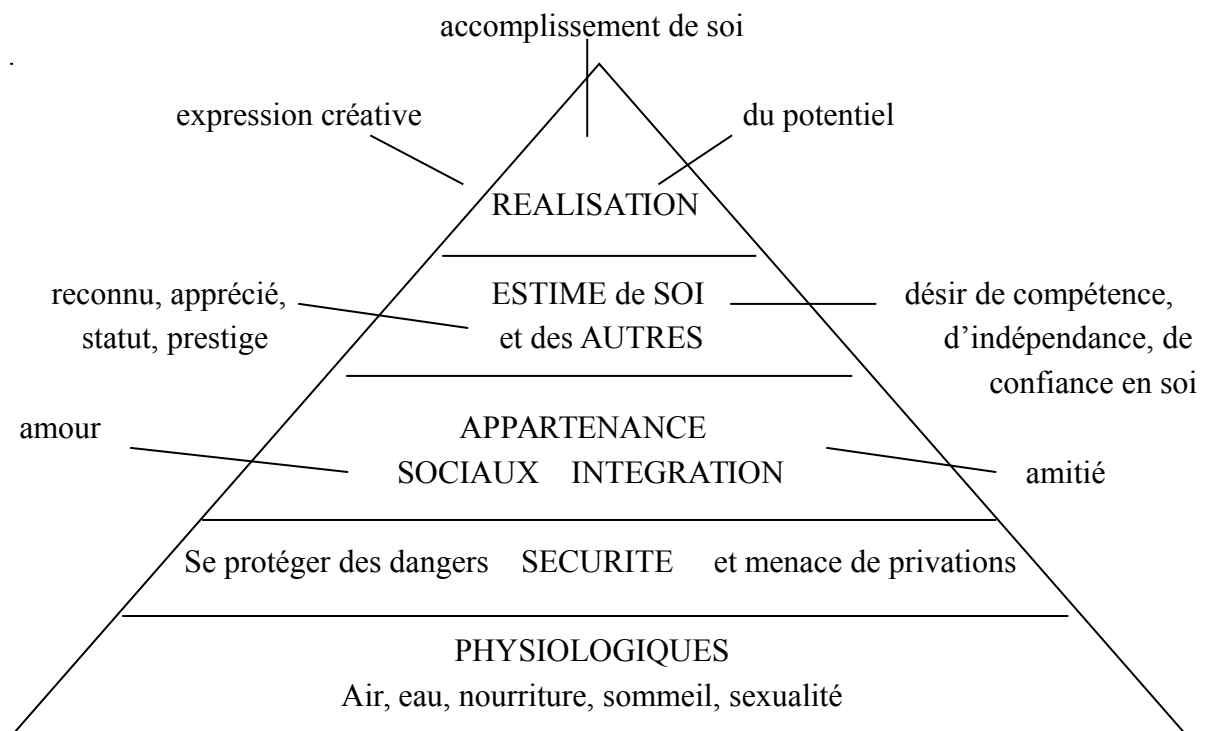 accomplissement de soi
.
expression créative
du potentiel
REALISATION
reconnu, apprécié,
statut, prestige
ESTIME de SOI
et des AUTRES
désir de compétence,
d’indépendance, de
confiance en soi
amour
APPARTENANCE
SOCIAUX INTEGRATION
amitié
Se protéger des dangers SECURITE et menace de privations
PHYSIOLOGIQUES
Air, eau, nourriture, sommeil, sexualité